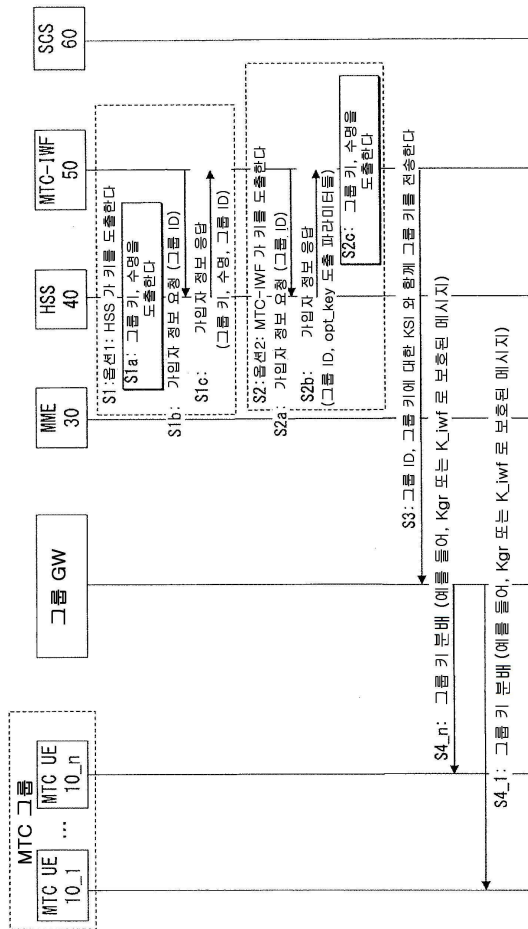 MTC 그룹
MTC UE
10_1
...
MTC UE
10_n
그룹 GW
MME
30
HSS
40
MTC-IWF
50
SCS
60
S1:옵션1: HSS 가 키를 도출한다
S1a: 그룹 키, 수명을
도출한다
S1b: 가입자 정보 요청 (그룹 ID)
S1c: 가입자 정보 응답
(그룹 키, 수명, 그룹 ID)
S2:옵션2: MTC-IWF 가 키를 도출한다
S2a: 가입자 정보 요청 (그룹 ID)
S2b: 가입자 정보 응답
(그룹 ID, opt_key 도출 파라미터들)
S2c: 그룹 키, 수명을
도출한다
S3:그룹 ID, 그룹 키에 대한 KSI 와 함께 그룹 키를 전송한다
S4_n: 그룹 키 분배 (예를 들어, Kgr 또는 K_iwf 로 보호된 메시지)
S4_1: 그룹 키 분배 (예를 들어, Kgr 또는 K_iwf 로 보호된 메시지)